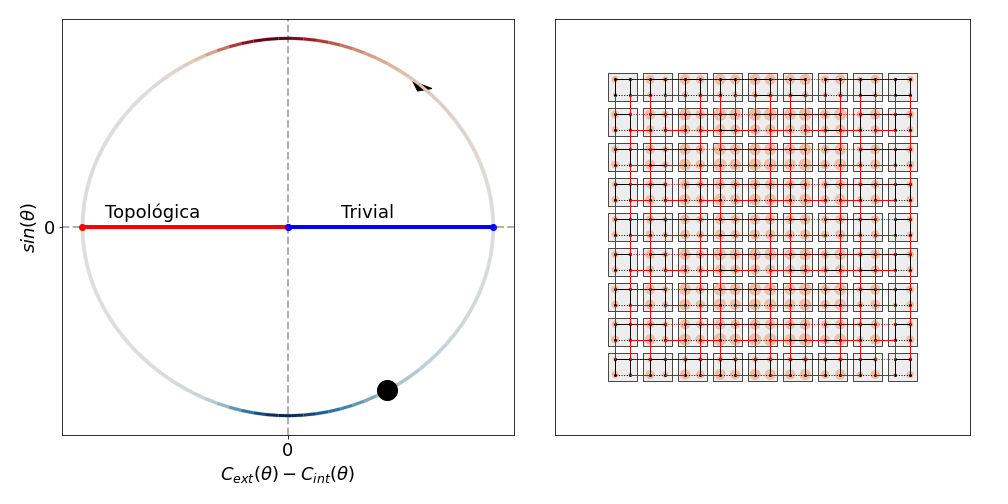 sin(θ)
0
Topológica
Trivial
0
C_ext(θ) − C_int(θ)